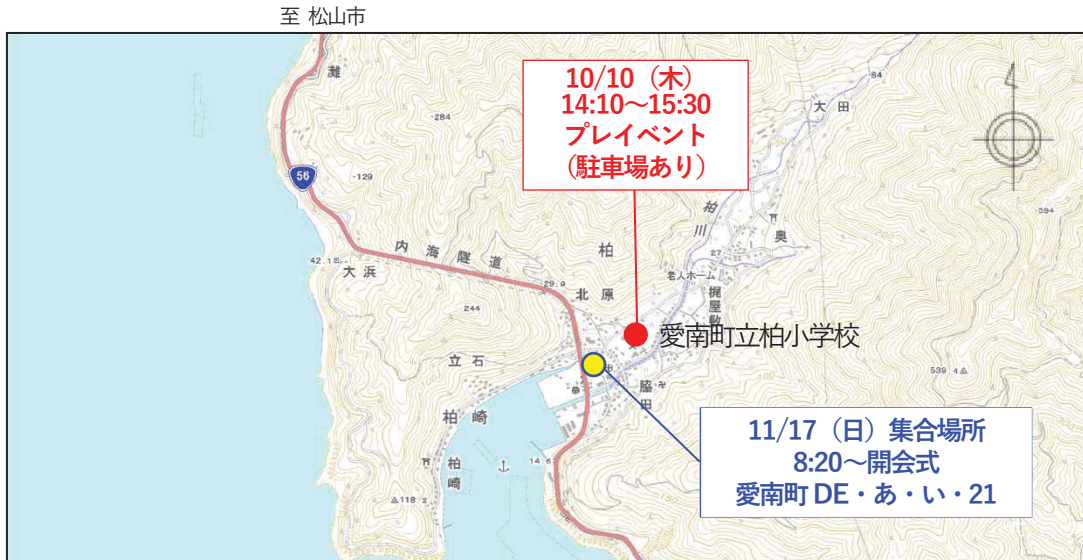 至 松山市
灘
10/10（木）
14:10～15:30
プレイベント
（駐車場あり）
・84
大田
・284
56
・129
594
柏川
奥
27
内海隧道
柏
42.1
大浜
老人ホーム
29.9
北原
梶屋敷
244
愛南町立柏小学校
立石
脇田
539.4
柏崎
11/17（日）集合場所
8:20～開会式
愛南町 DE・あ・い・21
柏崎
14.6
118.2